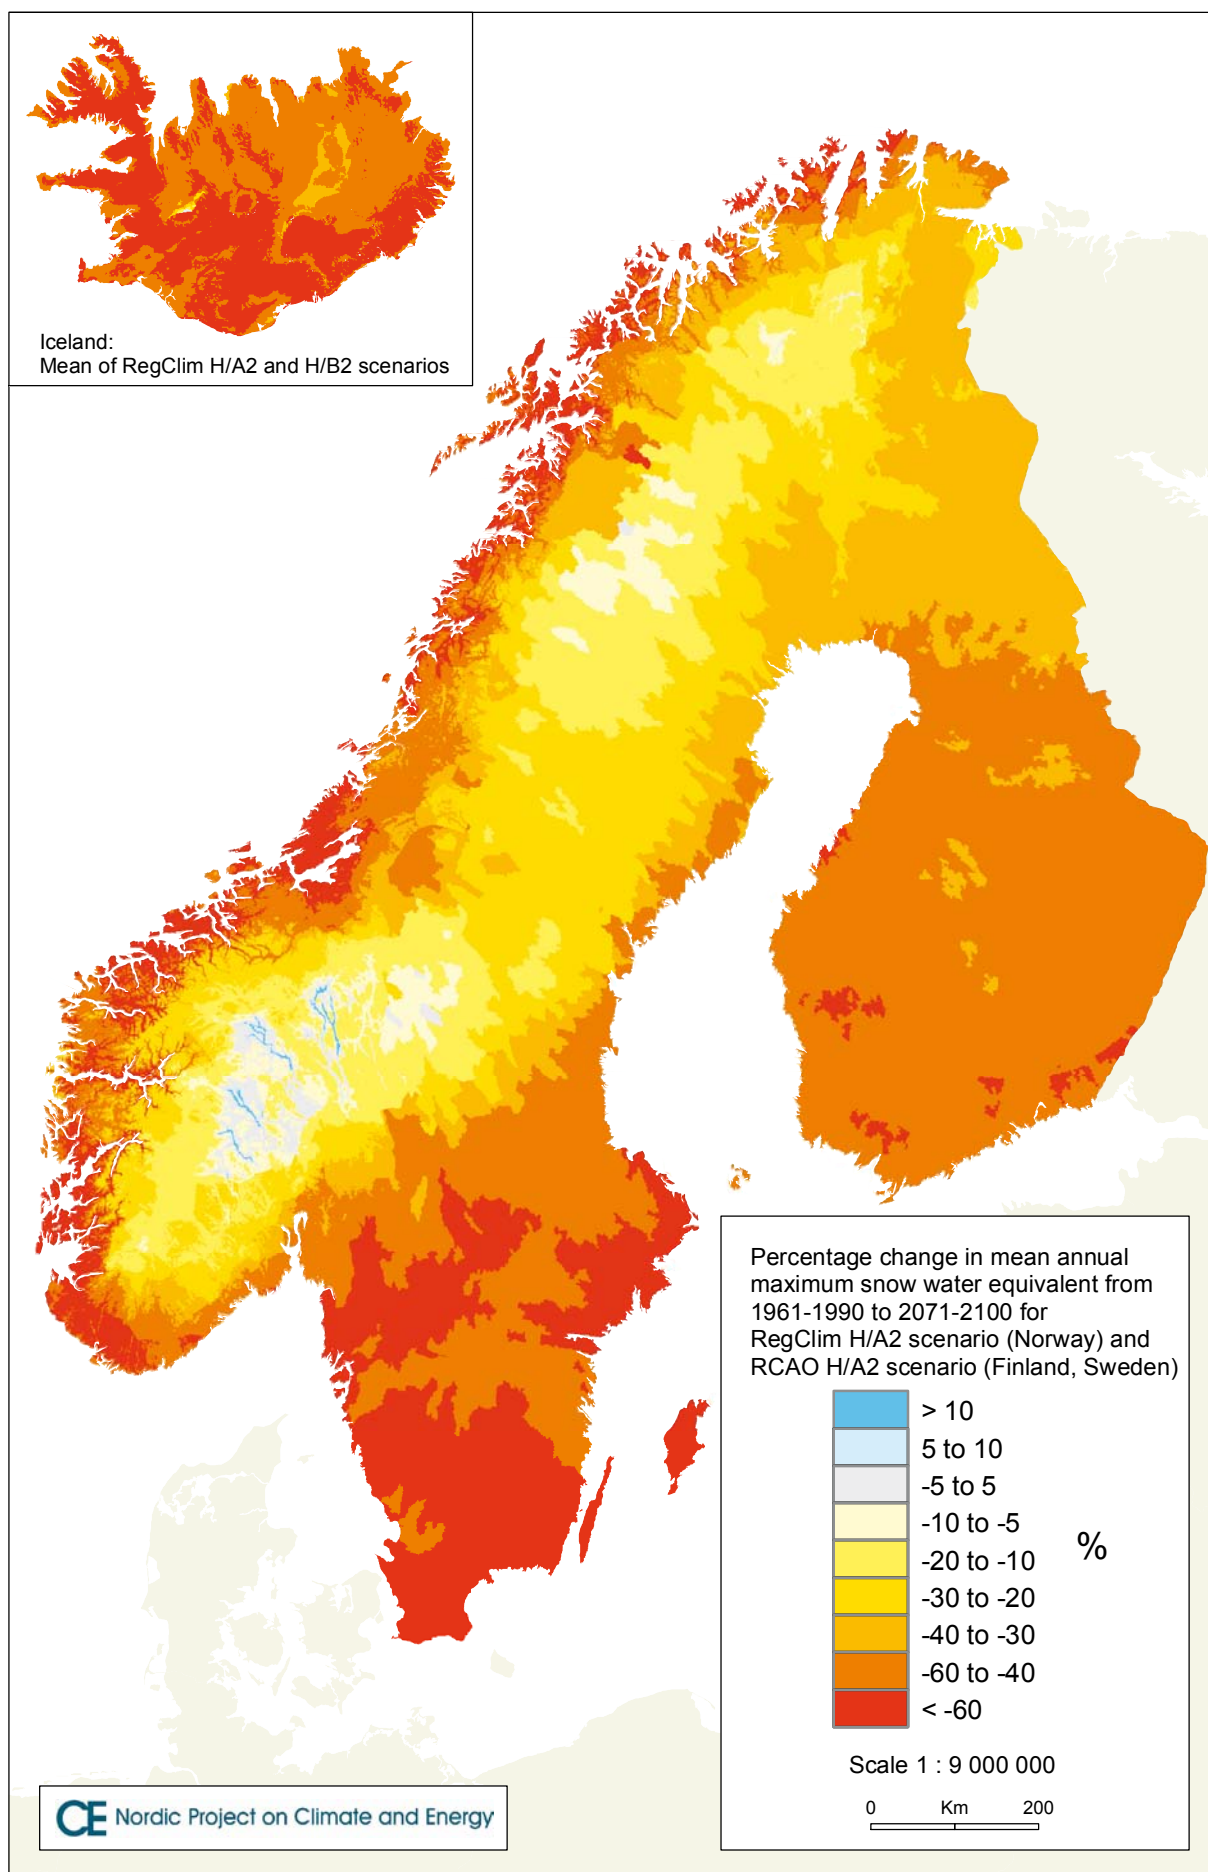 Iceland:
Mean of RegClim H/A2 and H/B2 scenarios
Percentage change in mean annual
maximum snow water equivalent from
1961-1990 to 2071-2100 for
RegClim H/A2 scenario (Norway) and
RCAO H/A2 scenario (Finland, Sweden)
> 10
5 to 10
-5 to 5
-10 to -5
-20 to -10
-30 to -20
-40 to -30
-60 to -40
< -60
%
Scale 1 : 9 000 000
0 Km 200
CE Nordic Project on Climate and Energy